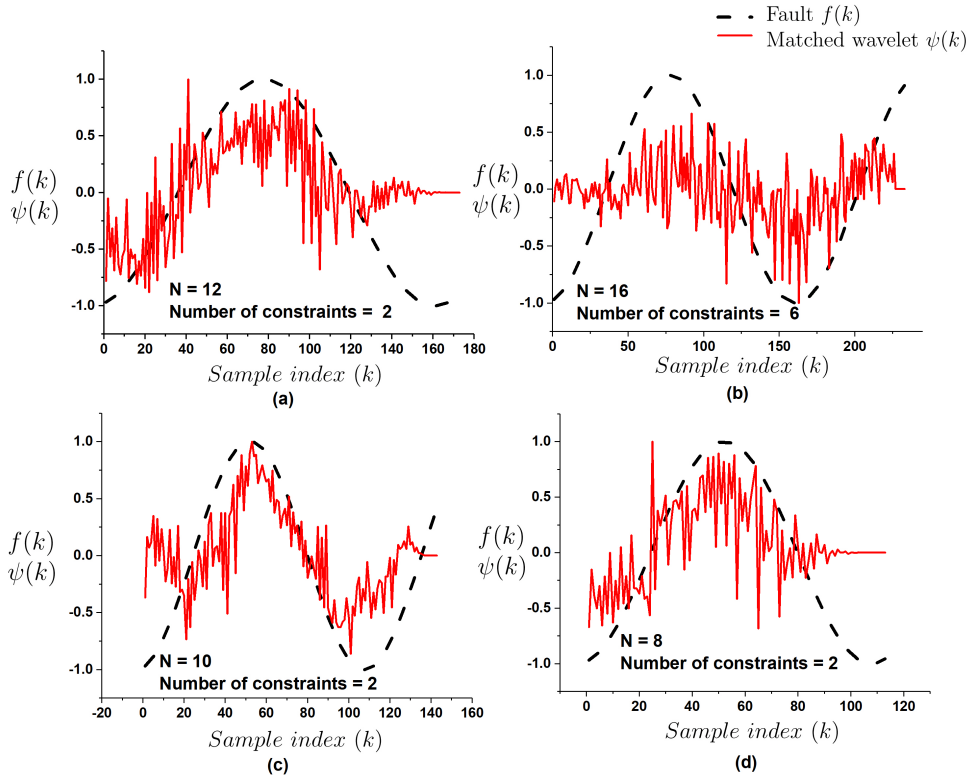 Fault f(k)
Matched wavelet ψ(k)
1.0
0.5
0.0
-0.5
-1.0
f(k)
ψ(k)
N = 12
Number of constraints = 2
0 20 40 60 80 100 120 140 160 180
Sample index (k)
(a)
1.0
0.5
0.0
-0.5
-1.0
f(k)
ψ(k)
N = 16
Number of constraints = 6
0 50 100 150 200
Sample index (k)
(b)
1.0
0.5
0.0
-0.5
-1.0
f(k)
ψ(k)
N = 10
Number of constraints = 2
-20 0 20 40 60 80 100 120 140 160
Sample index (k)
(c)
1.0
0.5
0.0
-0.5
-1.0
f(k)
ψ(k)
N = 8
Number of constraints = 2
0 20 40 60 80 100 120
Sample index (k)
(d)